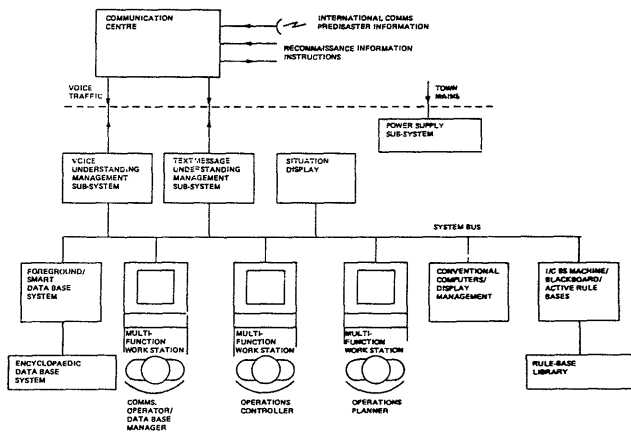 COMMUNICATION
CENTRE
INTERNATIONAL COMMS
PREDISASTER INFORMATION
RECONNAISSANCE INFORMATION
INSTRUCTIONS
VOICE
TRAFFIC
TOWN
MAINS
POWER SUPPLY
SUB-SYSTEM
VOICE
UNDERSTANDING
MANAGEMENT
SUB-SYSTEM
TEXT MESSAGE
UNDERSTANDING
MANAGEMENT
SUB-SYSTEM
SITUATION
DISPLAY
SYSTEM BUS
FOREGROUND/
SMART
DATA BASE
SYSTEM
MULTI-
FUNCTION
WORK STATION
MULTI-
FUNCTION
WORK STATION
MULTI-
FUNCTION
WORK STATION
CONVENTIONAL
COMPUTERS/
DISPLAY
MANAGEMENT
BS MACHINE/
BLACKBOARD/
ACTIVE RULE
BASES
ENCYCLOPAEDIC
DATA BASE
SYSTEM
COMMS.
OPERATOR/
DATA BASE
MANAGER
OPERATIONS
CONTROLLER
OPERATIONS
PLANNER
RULE-BASE
LIBRARY